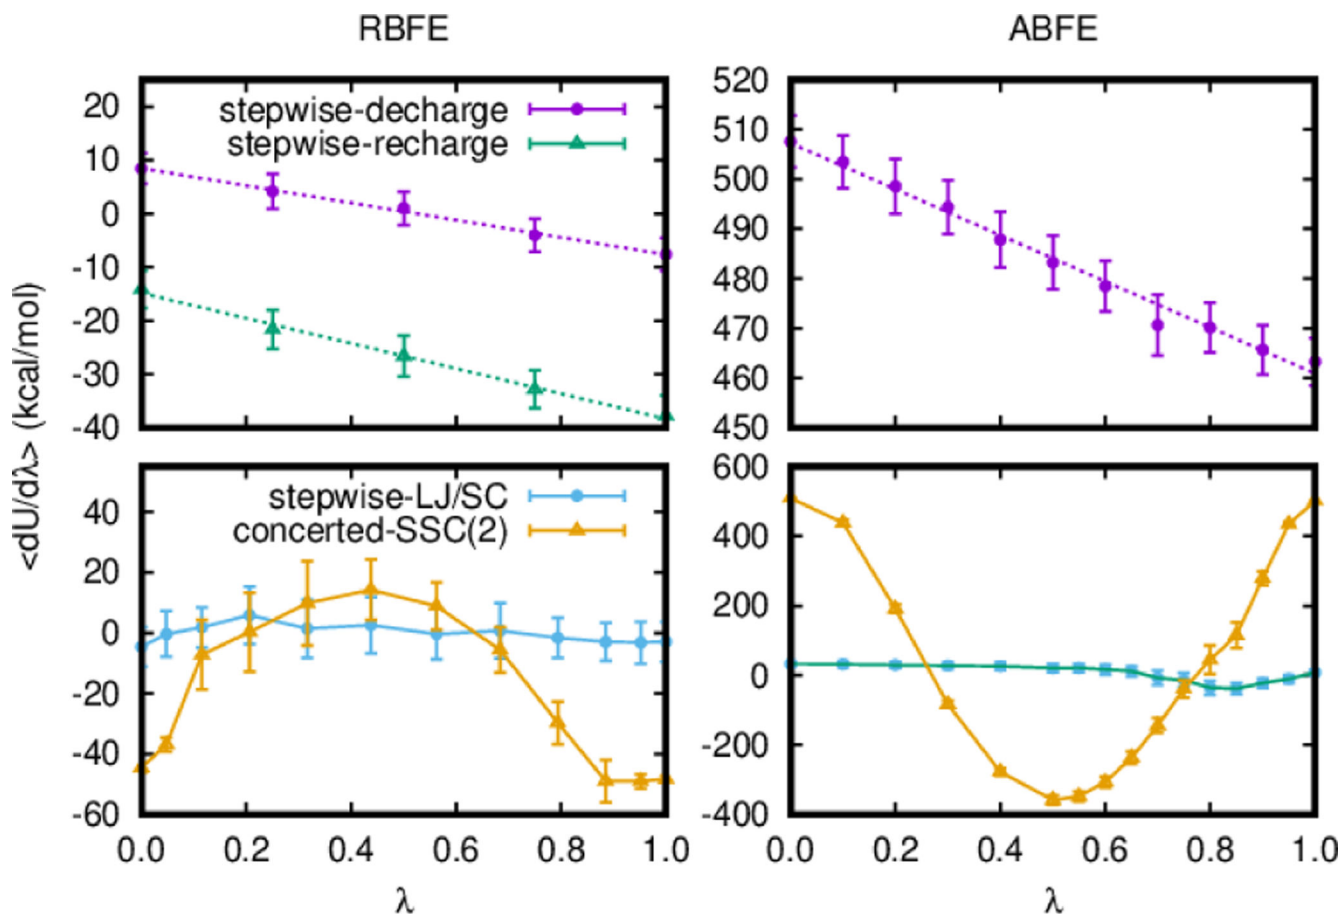 RBFE
ABFE
<dU/dλ> (kcal/mol)
stepwise-decharge
stepwise-recharge
20
10
0
-10
-20
-30
-40
520
510
500
490
480
470
460
450
stepwise-LJ/SC
concerted-SSC(2)
40
20
0
-20
-40
-60
0.0 0.2 0.4 0.6 0.8 1.0
λ
600
400
200
0
-200
-400
0.0 0.2 0.4 0.6 0.8 1.0
λ